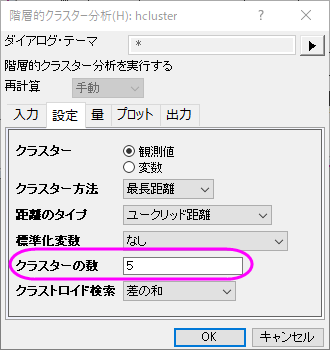 階層的クラスター分析(H): hcluster
ダイアログ・テーマ *
階層的クラスター分析を実行する
再計算 手動
入力 設定 量 プロット 出力
クラスター 観測値
変数
クラスター方法 最長距離
距離のタイプ ユークリッド距離
標準化変数 なし
クラスターの数 5
クラストロイド検索 差の和
OK キャンセル